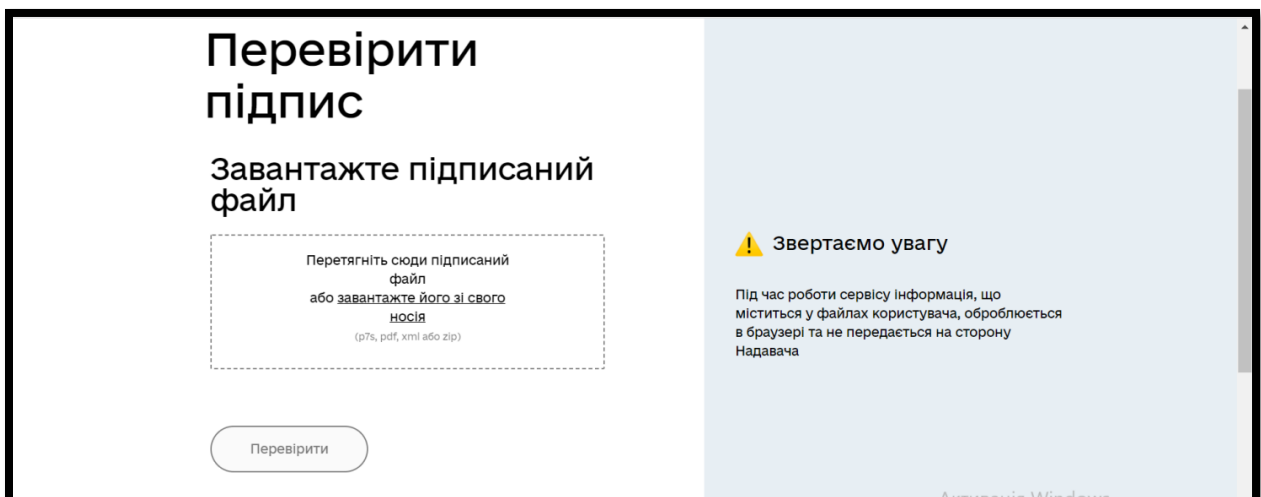 Перевірити
підпис
Завантажте підписаний
файл
Перетягніть сюди підписаний
файл
або завантажте його зі свого
носія
(p7s, pdf, xml або zip)
Перевірити
⚠️ Звертаємо увагу
Під час роботи сервісу інформація, що
міститься у файлах користувача, оброблюється
в браузері та не передається на сторону
Надавача